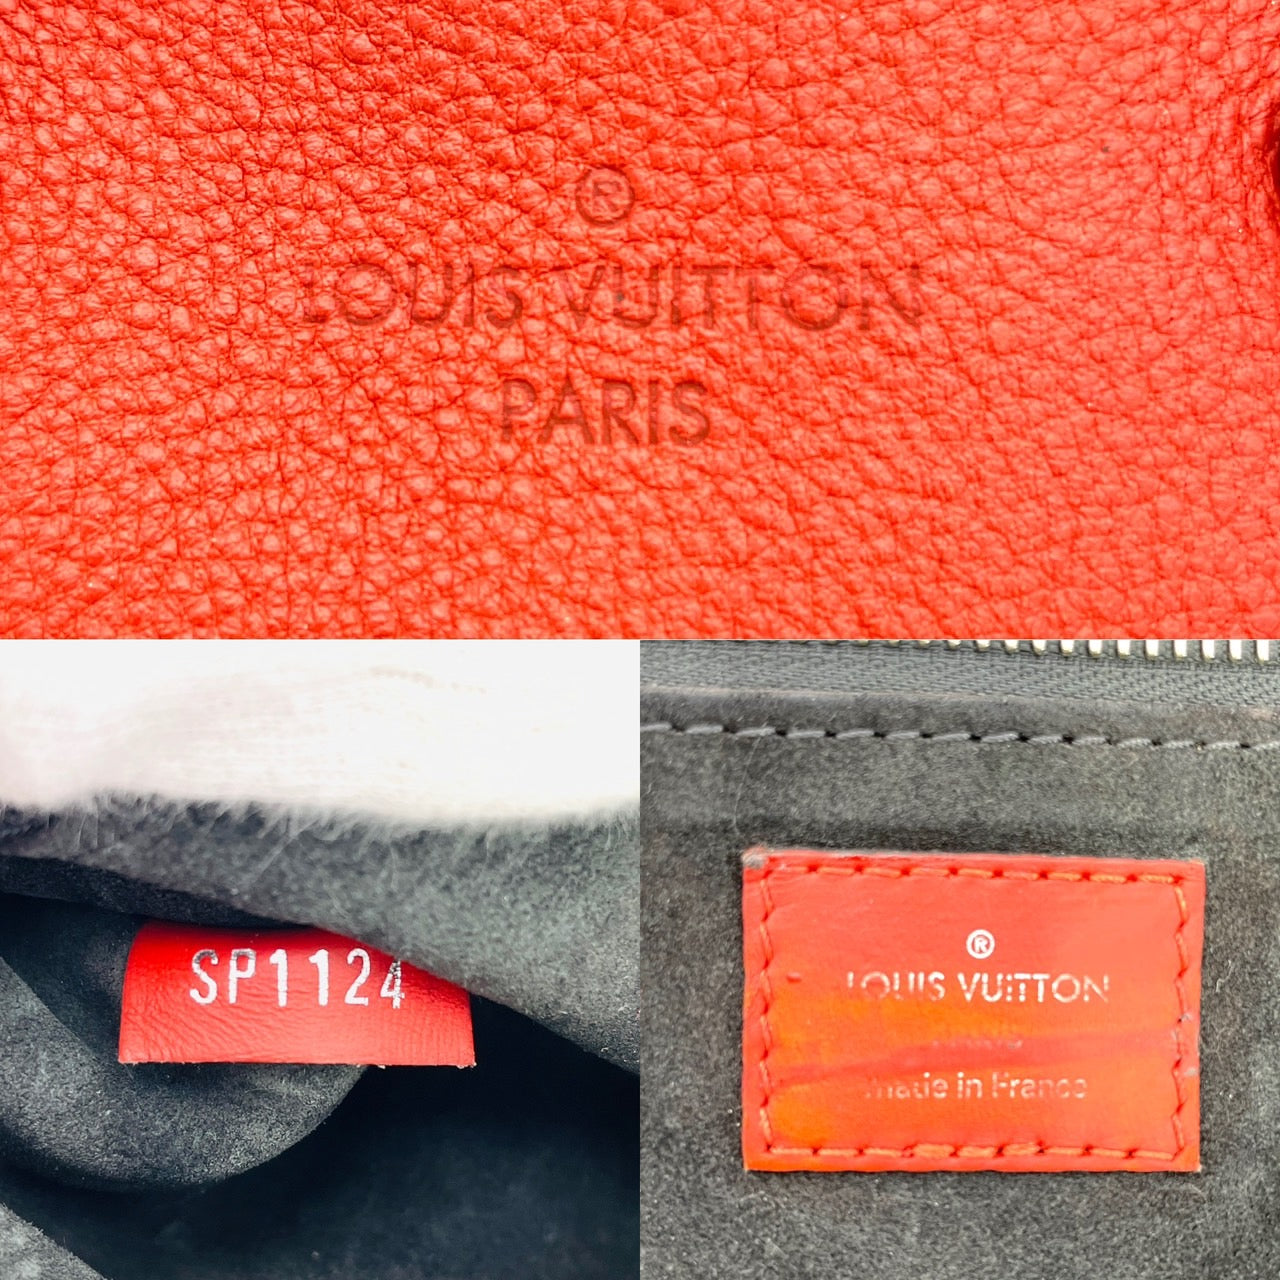 ®
LOUIS VUITTON
PARIS
SP1124
®
LOUIS VUITTON
made in France